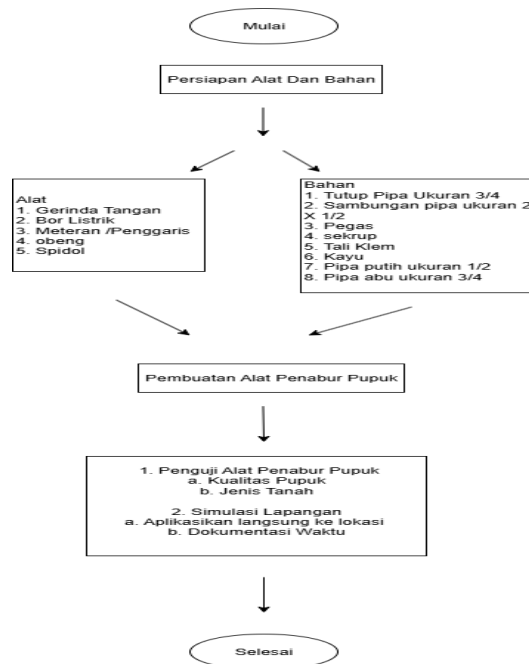 Mulai
Persiapan Alat Dan Bahan
Alat
1. Gerinda Tangan
2. Bor Listrik
3. Meteran /Penggaris
4. obeng
5. Spidol
Bahan
1. Tutup Pipa Ukuran 3/4
2. Sambungan pipa ukuran 2
X 1/2
3. Pegas
4. sekrup
5. Tali Klem
6. Kayu
7. Pipa putih ukuran 1/2
8. Pipa abu ukuran 3/4
Pembuatan Alat Penabur Pupuk
1. Penguji Alat Penabur Pupuk
a. Kualitas Pupuk
b. Jenis Tanah
2. Simulasi Lapangan
a. Aplikasikan langsung ke lokasi
b. Dokumentasi Waktu
Selesai